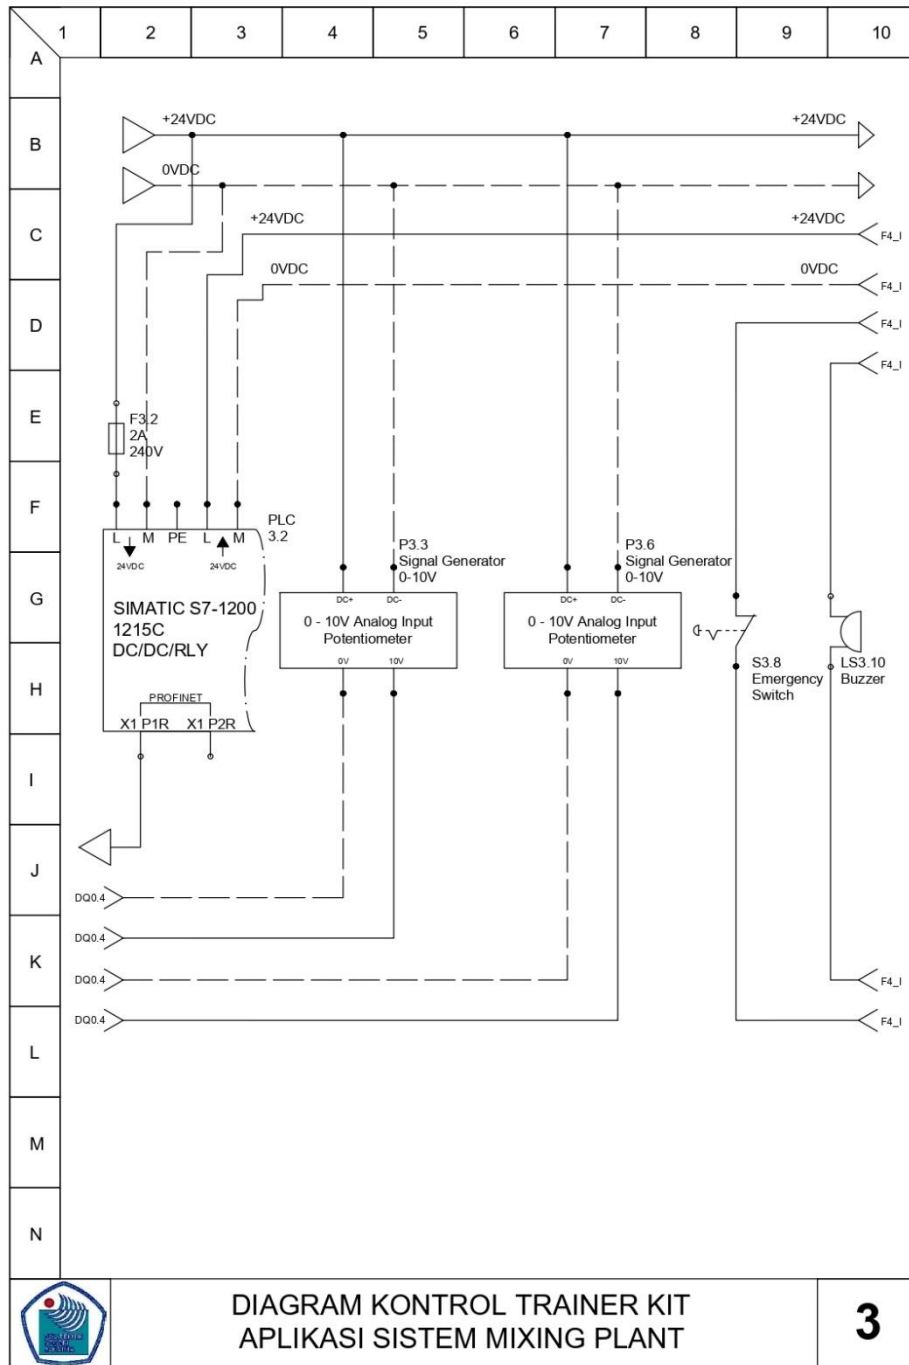 1 2 3 4 5 6 7 8 9 10
A
B
C
D
E
F
G
H
I
J
K
L
M
N
+24VDC +24VDC
0VDC
+24VDC +24VDC
F4_I
0VDC 0VDC
F4_I
F4_I
F4_I
F3.2
2A
240V
L M PE L M
PLC
3.2
24VDC 24VDC
SIMATIC S7-1200
1215C
DC/DC/RLY
PROFINET
X1 P1R X1 P2R
P3.3
Signal Generator
0-10V
DC+ DC-
0 - 10V Analog Input
Potentiometer
0V 10V
P3.6
Signal Generator
0-10V
DC+ DC-
0 - 10V Analog Input
Potentiometer
0V 10V
S3.8
Emergency
Switch
LS3.10
Buzzer
DQ0.4
DQ0.4
DQ0.4
DQ0.4
F4_I
F4_I
DIAGRAM KONTROL TRAINER KIT
APLIKASI SISTEM MIXING PLANT
3